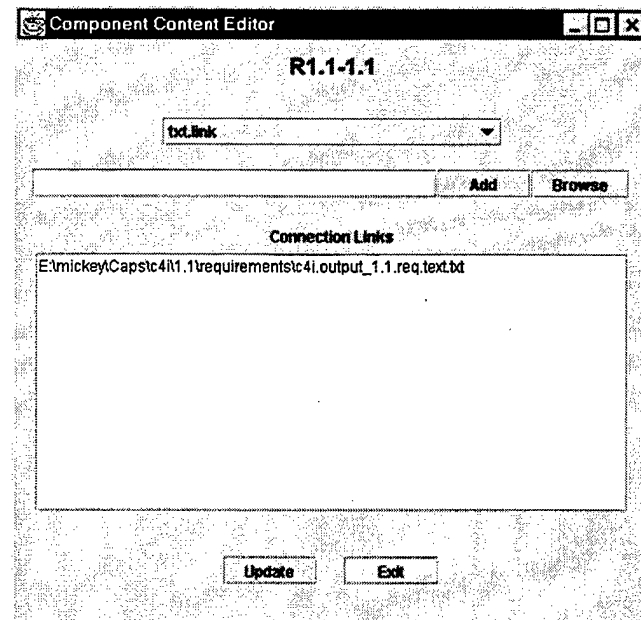 Component Content Editor
R1.1-1.1
txt.link
Add
Browse
Connection Links
E:\mickey\Caps\c4i\1.1\requirements\c4i.output_1.1.req.text.txt
Update
Exit